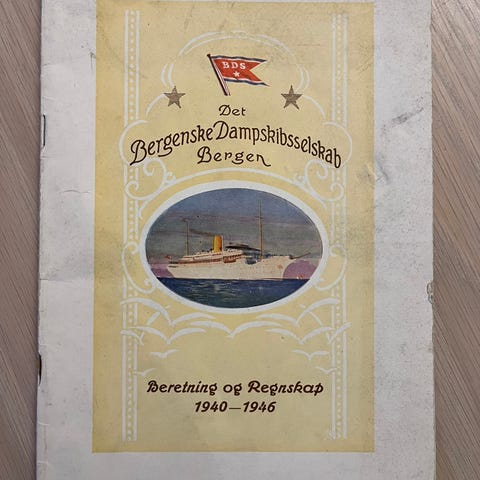 BDS
Det
Bergenske Dampskibsselskab
Bergen
Beretning og Regnskap
1940—1946